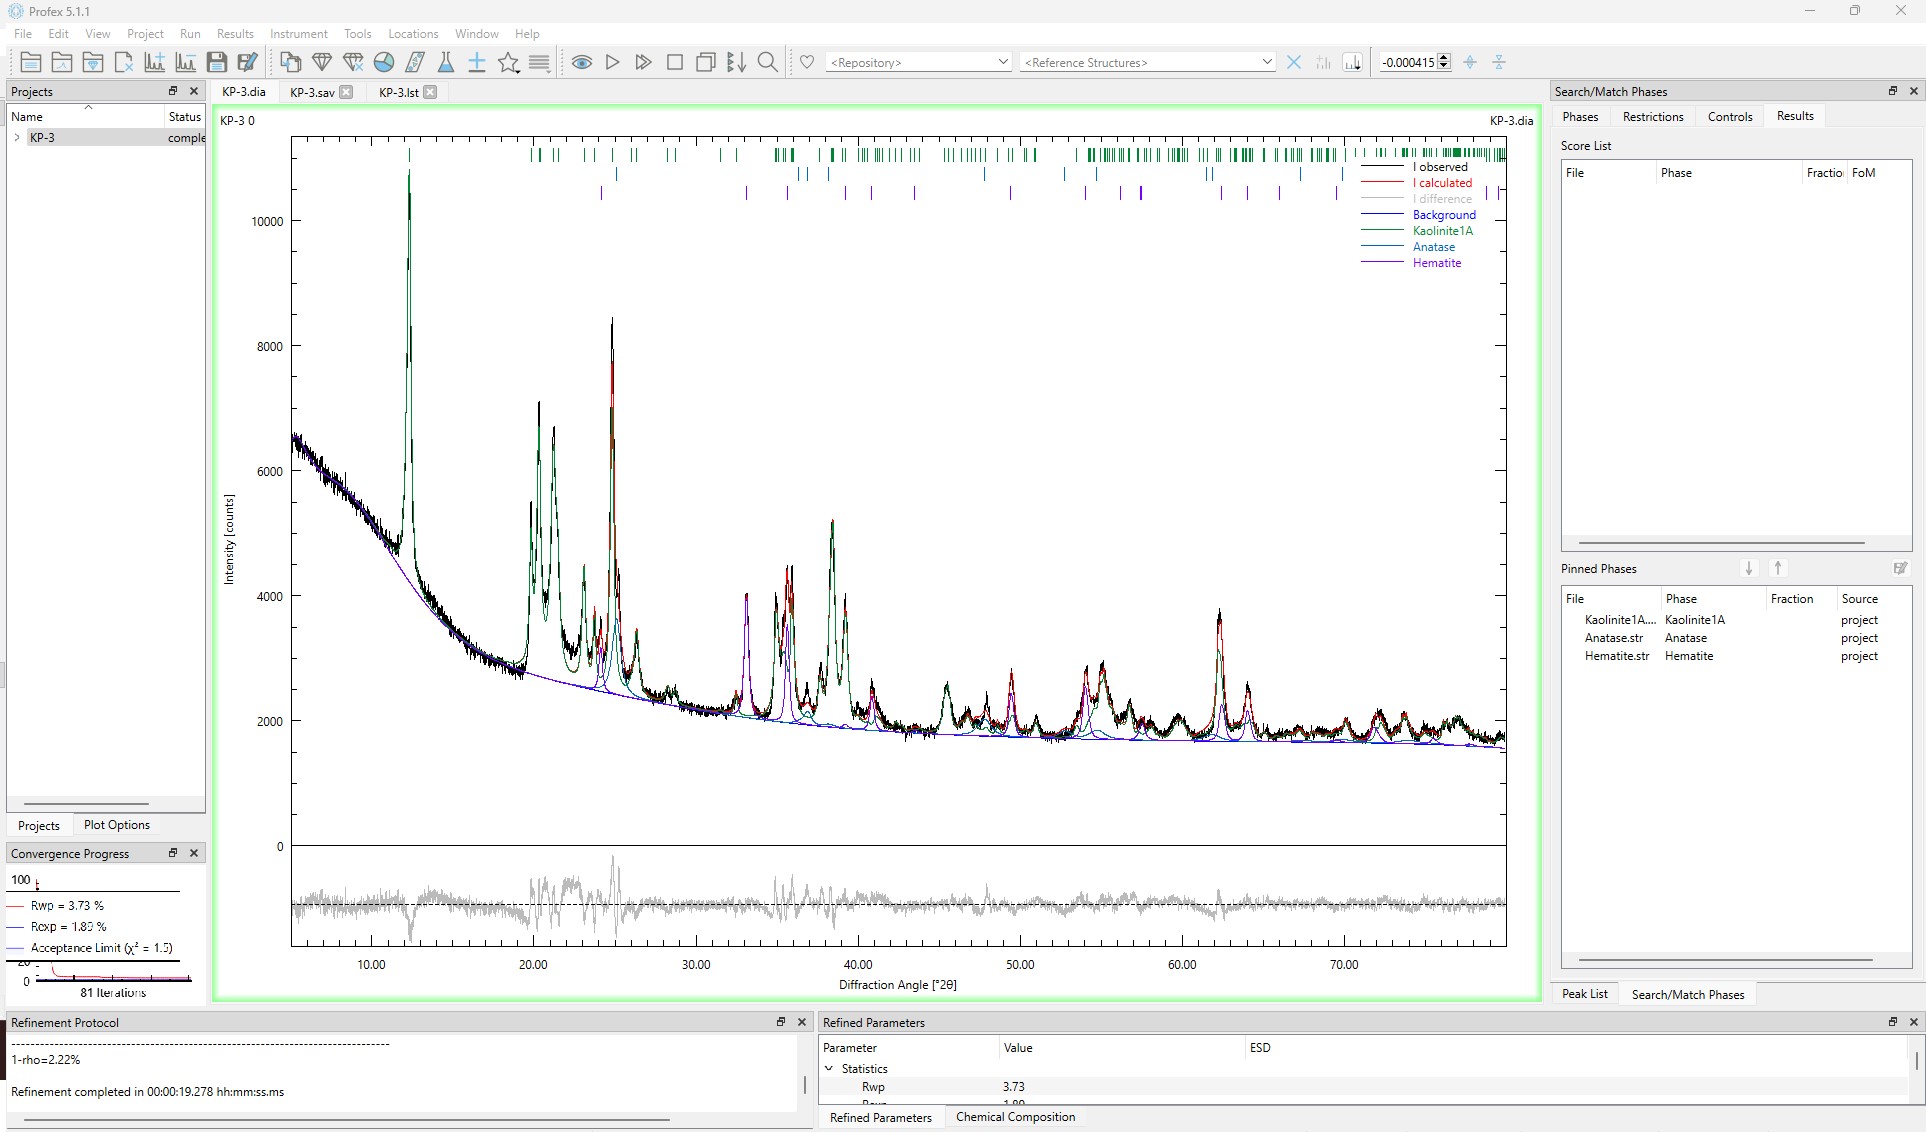 Profex 5.1.1
File Edit View Project Run Results Instrument Tools Locations Window Help
<Repository> <Reference Structures> -0.000415
Projects
Name Status
KP-3 comple
Projects Plot Options
Convergence Progress
100
Rwp = 3.73 %
Rexp = 1.89 %
Acceptance Limit (χ² = 1.5)
20
0
81 Iterations
KP-3.dia KP-3.sav KP-3.lst
KP-3 0 KP-3.dia
I observed
I calculated
I difference
Background
Kaolinite1A
Anatase
Hematite
10000
8000
6000
4000
2000
0
Intensity [counts]
10.00 20.00 30.00 40.00 50.00 60.00 70.00
Diffraction Angle [°2θ]
Search/Match Phases
Phases Restrictions Controls Results
Score List
File Phase Fractio FoM
Pinned Phases
File Phase Fraction Source
Kaolinite1A.... Kaolinite1A project
Anatase.str Anatase project
Hematite.str Hematite project
Peak List Search/Match Phases
Refinement Protocol
--------------------------------------------------------------------------------
1-rho=2.22%
Refinement completed in 00:00:19.278 hh:mm:ss.ms
Refined Parameters
Parameter Value ESD
Statistics
Rwp 3.73
Refined Parameters Chemical Composition